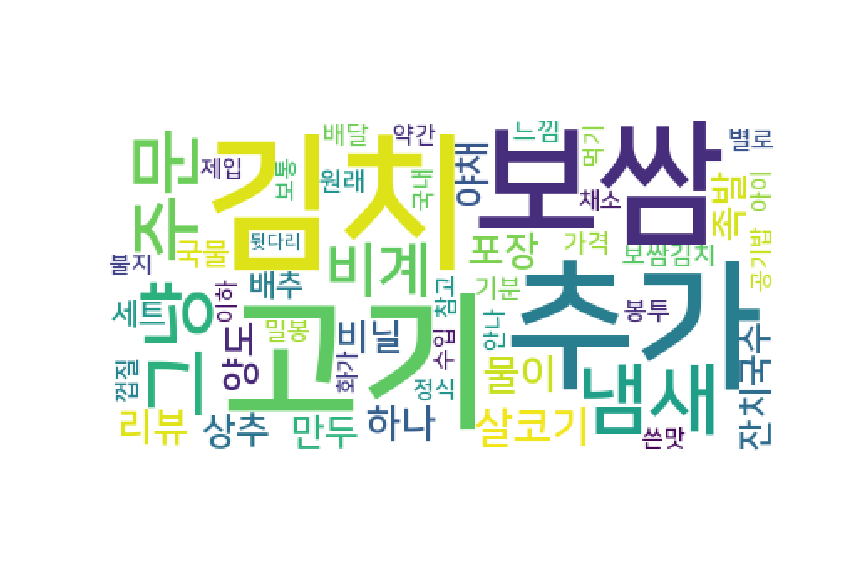 배달
약간
느낌
먹기
별로
주문
김치
보쌈
제입
보통
원래
국내
야채
채소
족발
아이
국물
뒷다리
비계
포장
가격
보쌈김치
공기밥
불지
배추
기분
추가
세트
그냥
이하
고기
참고
봉투
밀봉
비닐
안나
양도
수입
껍질
화가
정식
물이
냄새
잔치국수
리뷰
상추
만두
하나
살코기
쓴맛